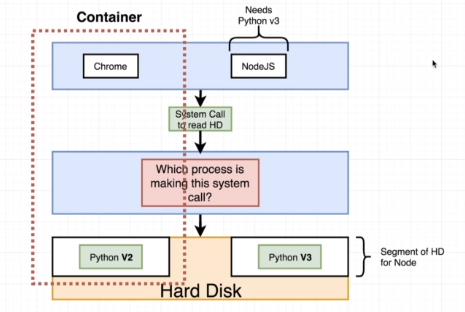 Container
Needs
Python v3
Chrome
NodeJS
System Call
to read HD
Which process is
making this system
call?
Python V2
Python V3
Segment of HD
for Node
Hard Disk